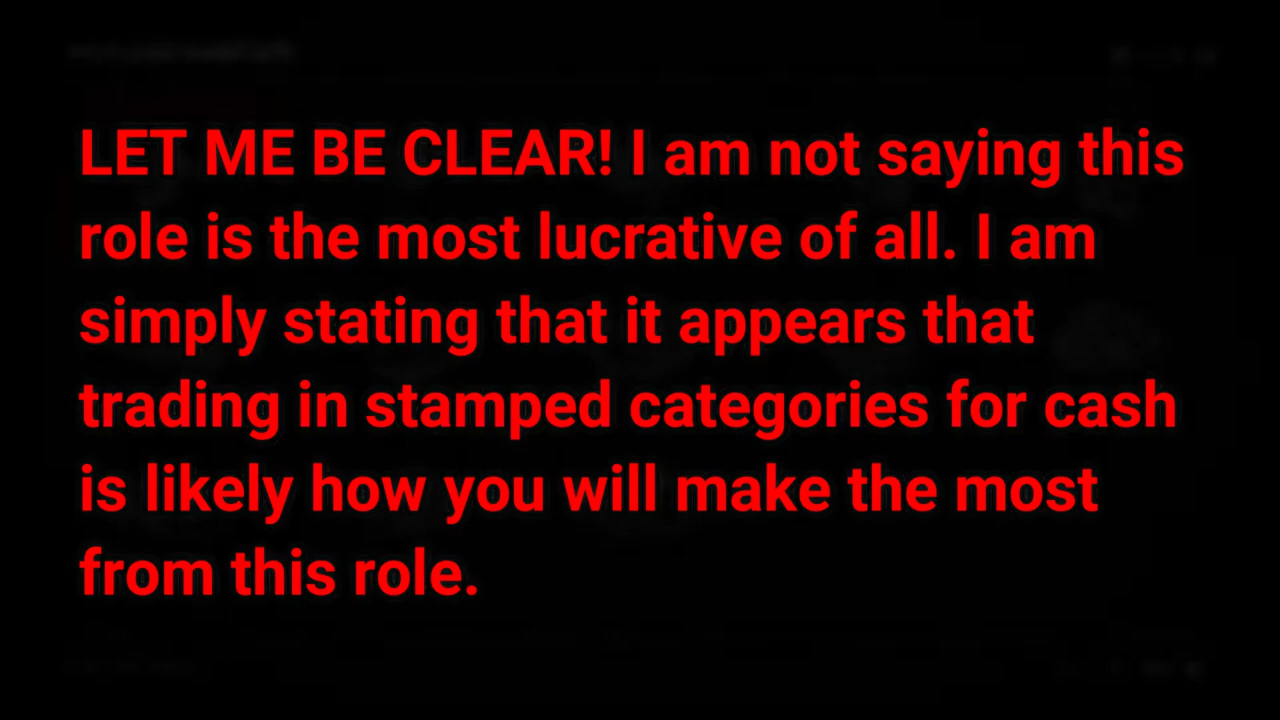 LET ME BE CLEAR! I am not saying this
role is the most lucrative of all. I am
simply stating that it appears that
trading in stamped categories for cash
is likely how you will make the most
from this role.